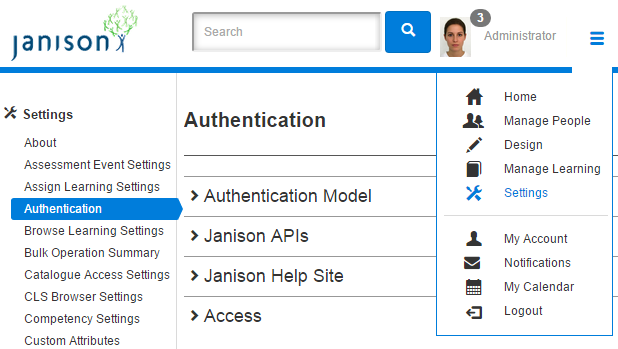 janison
Search
3
Administrator
Settings
About
Assessment Event Settings
Assign Learning Settings
Authentication
Browse Learning Settings
Bulk Operation Summary
Catalogue Access Settings
CLS Browser Settings
Competency Settings
Custom Attributes
Authentication
Authentication Model
Janison APIs
Janison Help Site
Access
Home
Manage People
Design
Manage Learning
Settings
My Account
Notifications
My Calendar
Logout